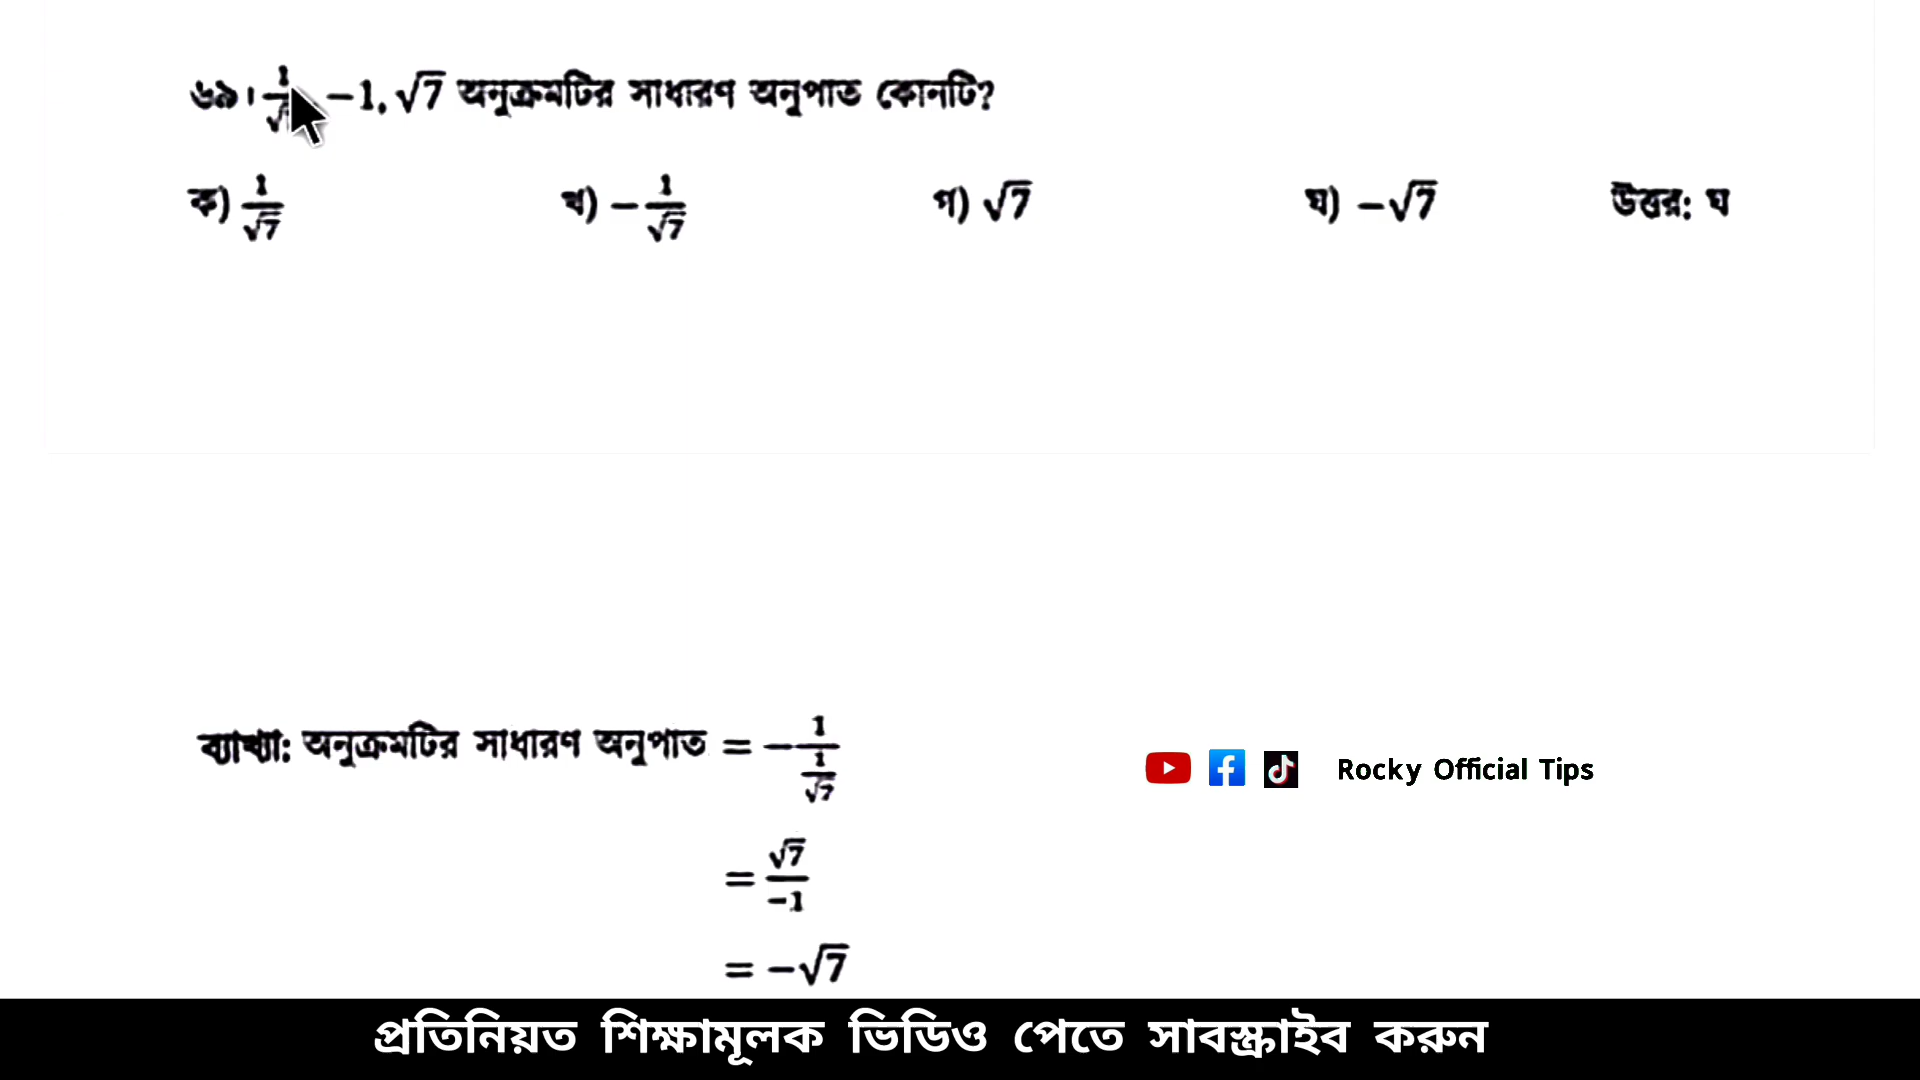 ৬৯। 1/√ −1, √7 অনুক্রমটির সাধারণ অনুপাত কোনটি?
ক) 1/√7 খ) −1/√7 গ) √7 ঘ) −√7 উত্তর: ঘ
ব্যাখ্যা: অনুক্রমটির সাধারণ অনুপাত = −1/(1/√7)
= √7/−1
= −√7
Rocky Official Tips
প্রতিনিয়ত শিক্ষামূলক ভিডিও পেতে সাবস্ক্রাইব করুন